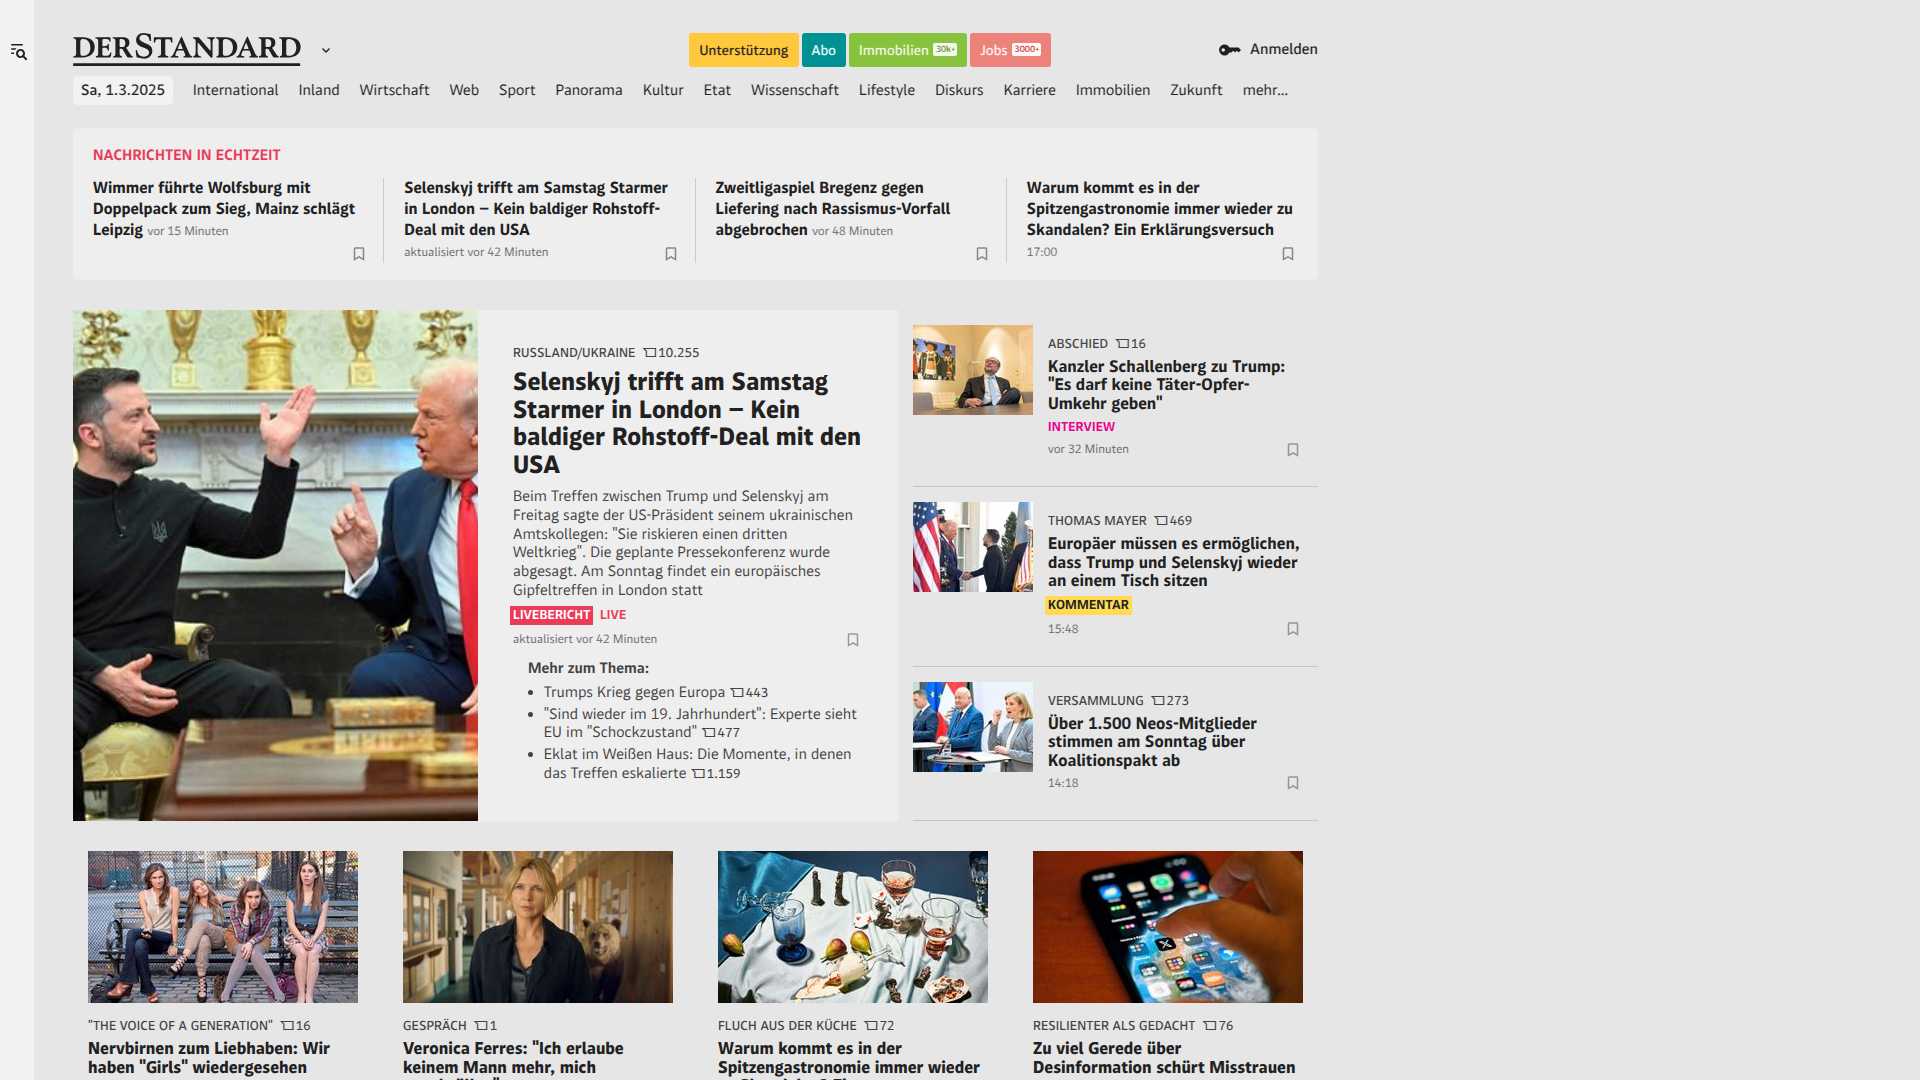 DERSTANDARD
Unterstützung
Abo
Immobilien 30k+
Jobs 3000+
Anmelden
Sa, 1.3.2025
International
Inland
Wirtschaft
Web
Sport
Panorama
Kultur
Etat
Wissenschaft
Lifestyle
Diskurs
Karriere
Immobilien
Zukunft
mehr...
NACHRICHTEN IN ECHTZEIT
Wimmer führte Wolfsburg mit
Doppelpack zum Sieg, Mainz schlägt
Leipzig vor 15 Minuten
Selenskyj trifft am Samstag Starmer
in London – Kein baldiger Rohstoff-
Deal mit den USA
aktualisiert vor 42 Minuten
Zweitligaspiel Bregenz gegen
Liefering nach Rassismus-Vorfall
abgebrochen vor 48 Minuten
Warum kommt es in der
Spitzengastronomie immer wieder zu
Skandalen? Ein Erklärungsversuch
17:00
RUSSLAND/UKRAINE 10.255
Selenskyj trifft am Samstag
Starmer in London – Kein
baldiger Rohstoff-Deal mit den
USA
Beim Treffen zwischen Trump und Selenskyj am
Freitag sagte der US-Präsident seinem ukrainischen
Amtskollegen: "Sie riskieren einen dritten
Weltkrieg". Die geplante Pressekonferenz wurde
abgesagt. Am Sonntag findet ein europäisches
Gipfeltreffen in London statt
LIVEBERICHT LIVE
aktualisiert vor 42 Minuten
Mehr zum Thema:
• Trumps Krieg gegen Europa 443
• "Sind wieder im 19. Jahrhundert": Experte sieht
EU im "Schockzustand" 477
• Eklat im Weißen Haus: Die Momente, in denen
das Treffen eskalierte 1.159
ABSCHIED 16
Kanzler Schallenberg zu Trump:
"Es darf keine Täter-Opfer-
Umkehr geben"
INTERVIEW
vor 32 Minuten
THOMAS MAYER 469
Europäer müssen es ermöglichen,
dass Trump und Selenskyj wieder
an einem Tisch sitzen
KOMMENTAR
15:48
VERSAMMLUNG 273
Über 1.500 Neos-Mitglieder
stimmen am Sonntag über
Koalitionspakt ab
14:18
"THE VOICE OF A GENERATION" 16
Nervbirnen zum Liebhaben: Wir
haben "Girls" wiedergesehen
GESPRÄCH 1
Veronica Ferres: "Ich erlaube
keinem Mann mehr, mich
FLUCH AUS DER KÜCHE 72
Warum kommt es in der
Spitzengastronomie immer wieder
RESILIENTER ALS GEDACHT 76
Zu viel Gerede über
Desinformation schürt Misstrauen